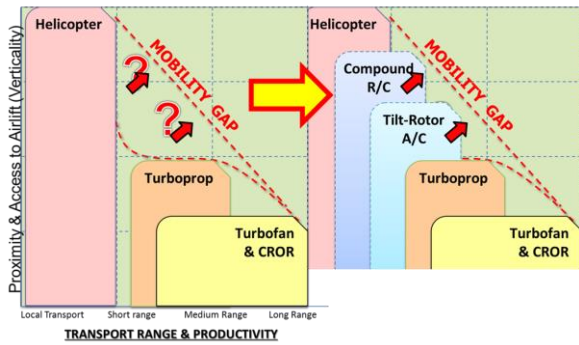 Proximity & Access to Airlift (Verticality)
Helicopter
MOBILITY GAP
?
?
Turboprop
Turbofan
& CROR
Local Transport
Short range
Medium Range
Long Range
TRANSPORT RANGE & PRODUCTIVITY
Helicopter
Compound
R/C
MOBILITY GAP
Tilt-Rotor
A/C
Turboprop
Turbofan
& CROR